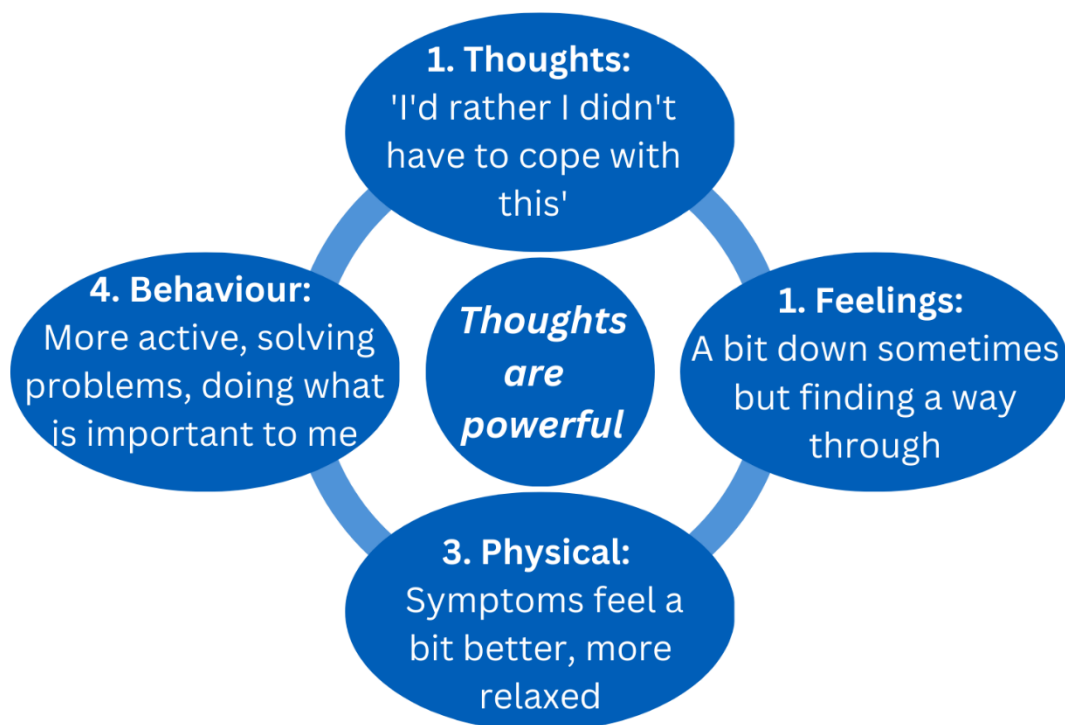 1. Thoughts:
'I'd rather I didn't
have to cope with
this'
1. Feelings:
A bit down sometimes
but finding a way
through
3. Physical:
Symptoms feel a
bit better, more
relaxed
4. Behaviour:
More active, solving
problems, doing what
is important to me
Thoughts
are
powerful